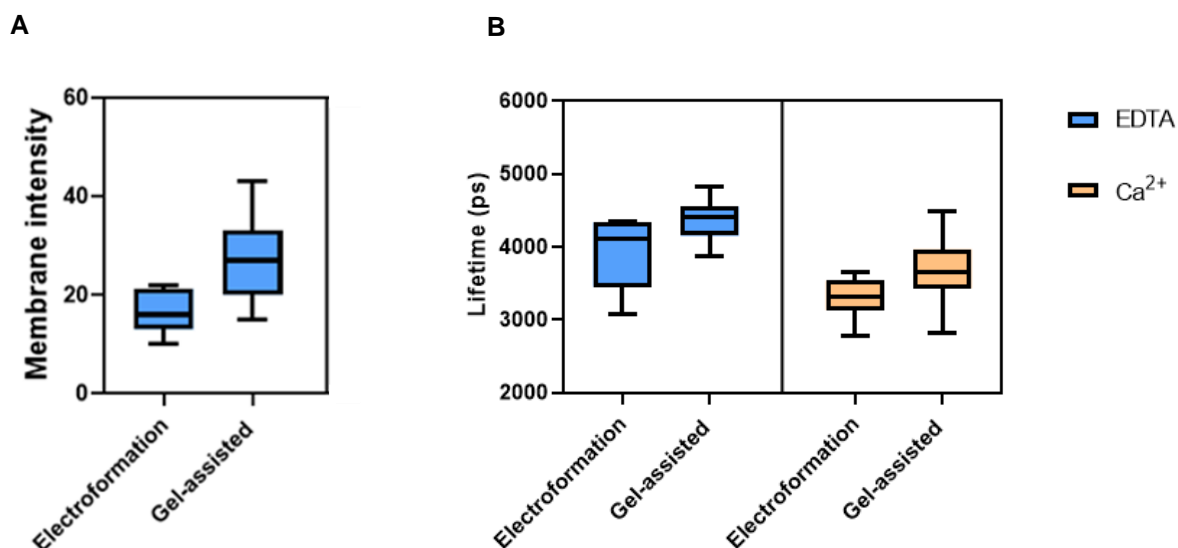 A
B
Membrane intensity
60
40
20
0
Electroformation
Gel-assisted
Lifetime (ps)
6000
5000
4000
3000
2000
Electroformation
Gel-assisted
Electroformation
Gel-assisted
EDTA
Ca²⁺